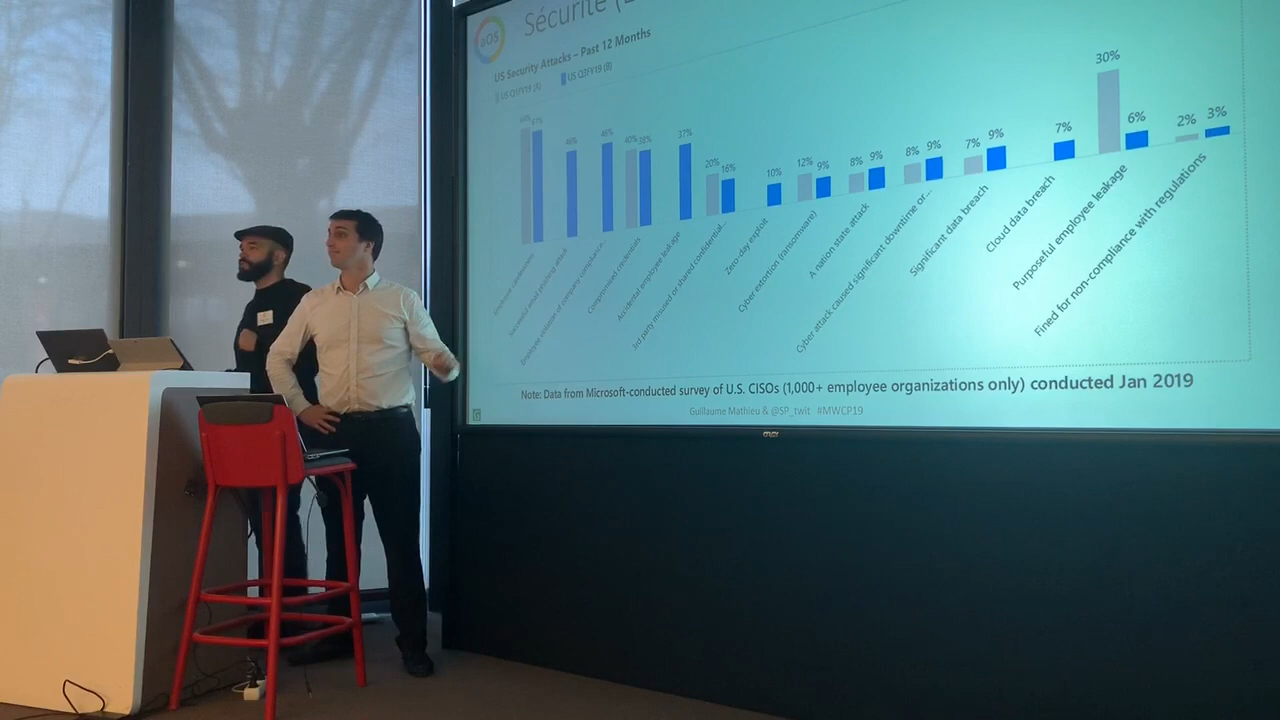 aOS
Sécurité
US Security Attacks – Past 12 Months
US Q3FY19 (B)
46% 46% 40% 38% 37% 20% 16% 10% 12% 9% 8% 9% 8% 9% 7% 9% 7% 30% 6% 2% 3%
Successful email phishing attack
Employee violation of company compliance...
Compromised credentials
Accidental employee leakage
3rd party misused or shared confidential...
Zero-day exploit
Cyber extortion (ransomware)
A nation state attack
Cyber attack caused significant downtime or...
Significant data breach
Cloud data breach
Purposeful employee leakage
Fined for non-compliance with regulations
Note: Data from Microsoft-conducted survey of U.S. CISOs (1,000+ employee organizations only) conducted Jan 2019
Guillaume Mathieu & @SP_twit #MWCP19